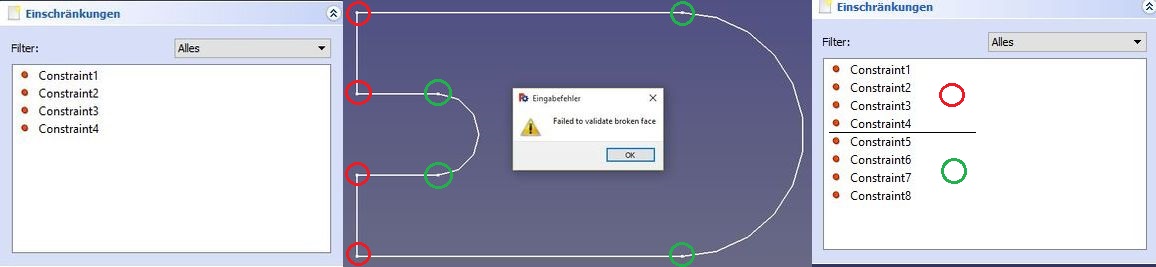 Einschränkungen
Filter:
Alles
Constraint1
Constraint2
Constraint3
Constraint4
Eingabefehler
Failed to validate broken face
OK
Einschränkungen
Filter:
Alles
Constraint1
Constraint2
Constraint3
Constraint4
Constraint5
Constraint6
Constraint7
Constraint8